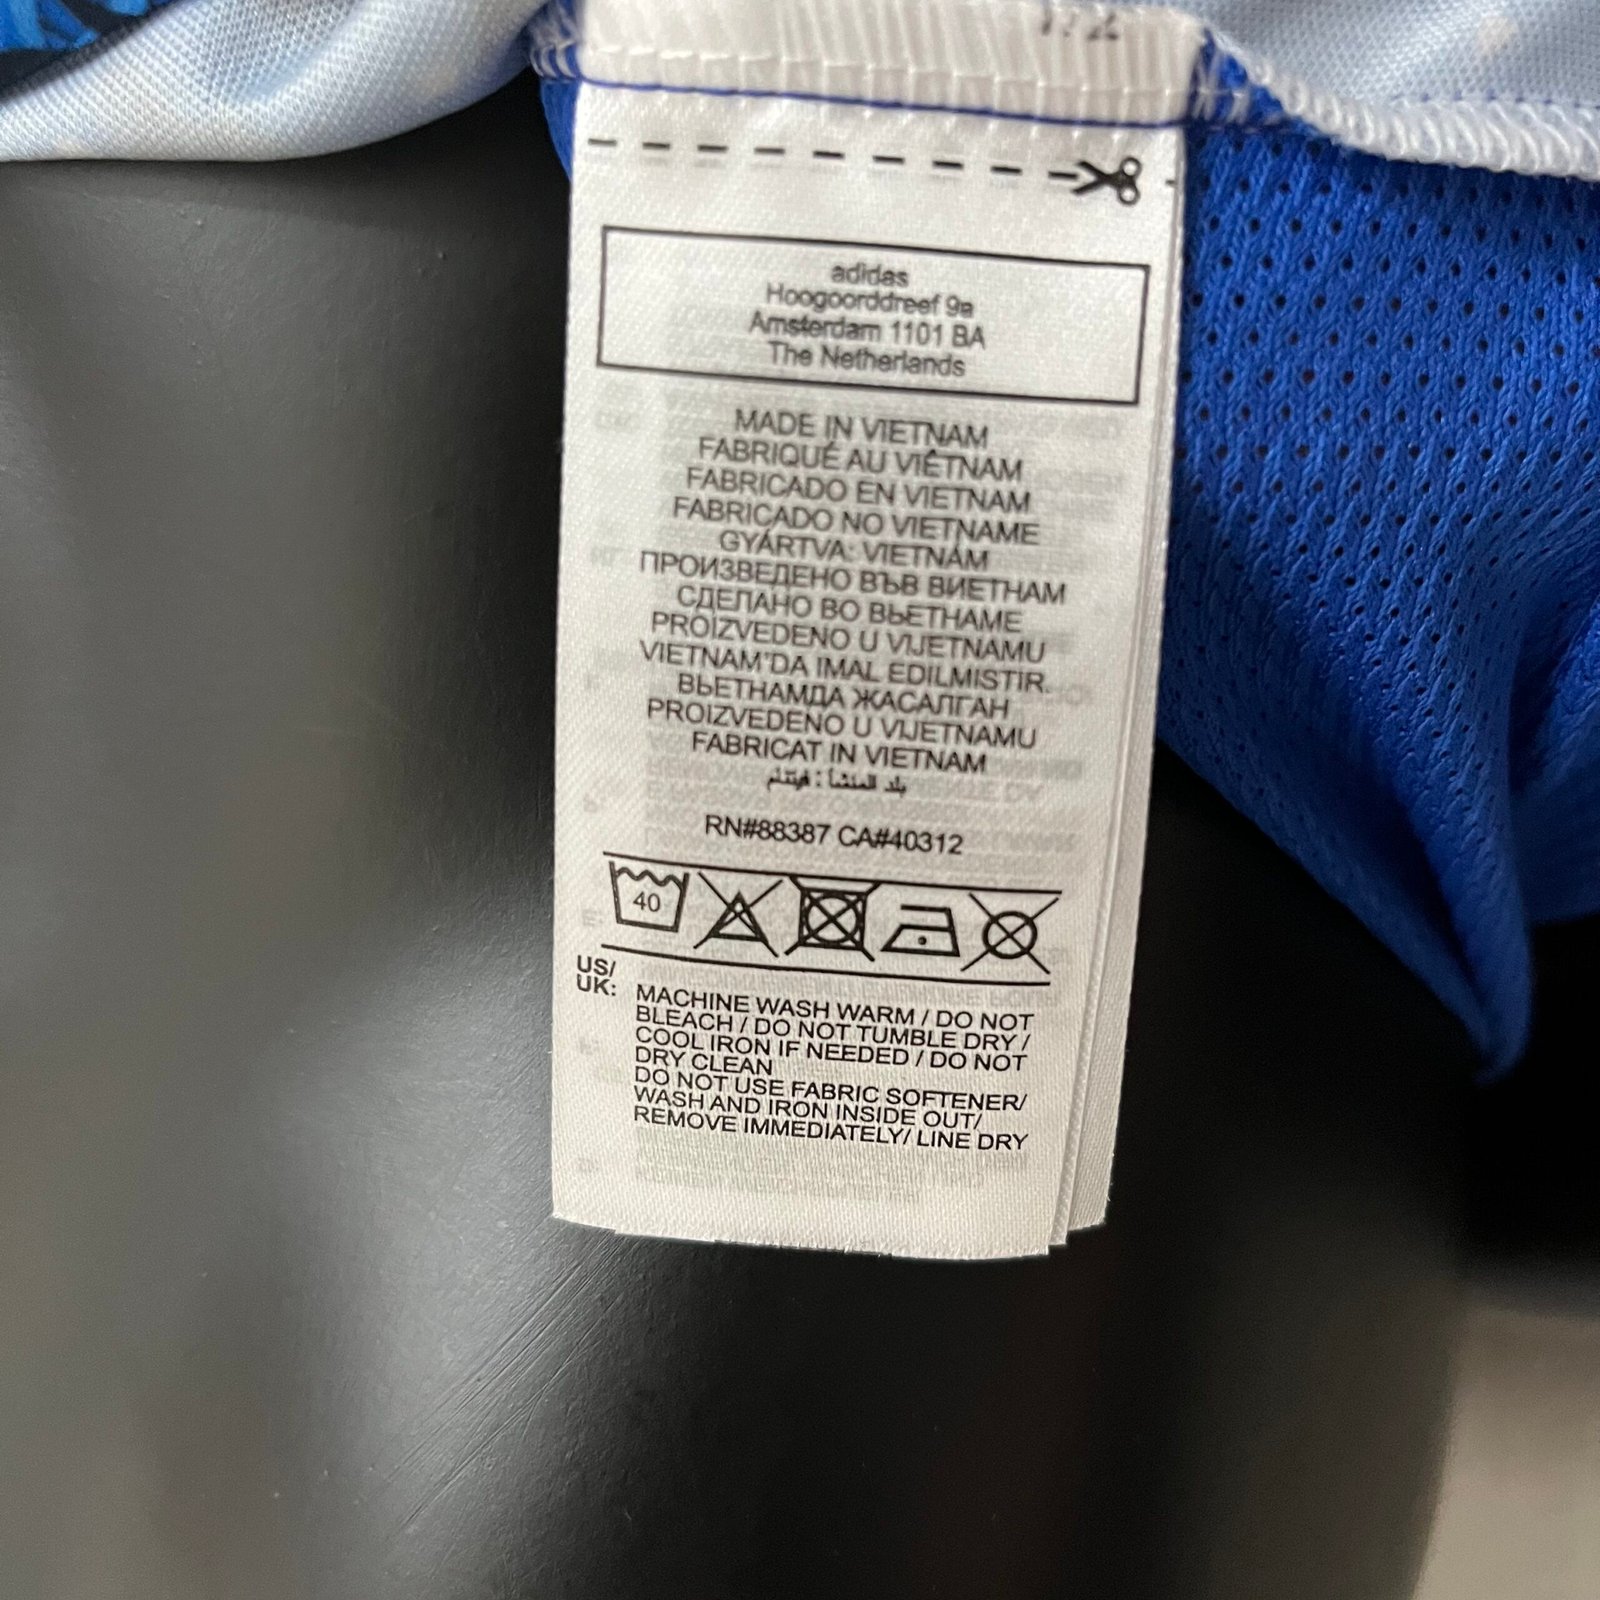 adidas
Hoogoorddreef 9a
Amsterdam 1101 BA
The Netherlands
MADE IN VIETNAM
FABRIQUÉ AU VIÊTNAM
FABRICADO EN VIETNAM
FABRICADO NO VIETNAME
GYÁRTVA: VIETNÁM
ПРОИЗВЕДЕНО ВЪВ ВИЕТНАМ
СДЕЛАНО ВО ВЬЕТНАМЕ
PROIZVEDENO U VIJETNAMU
VIETNAM'DA IMAL EDILMISTIR.
ВЬЕТНАМДА ЖАСАЛҒАН
PROIZVEDENO U VIJETNAMU
FABRICAT IN VIETNAM
بلد المنشأ : فيتنام
RN#88387 CA#40312
40
US/
UK:
MACHINE WASH WARM / DO NOT
BLEACH / DO NOT TUMBLE DRY /
COOL IRON IF NEEDED / DO NOT
DRY CLEAN
DO NOT USE FABRIC SOFTENER/
WASH AND IRON INSIDE OUT/
REMOVE IMMEDIATELY/ LINE DRY